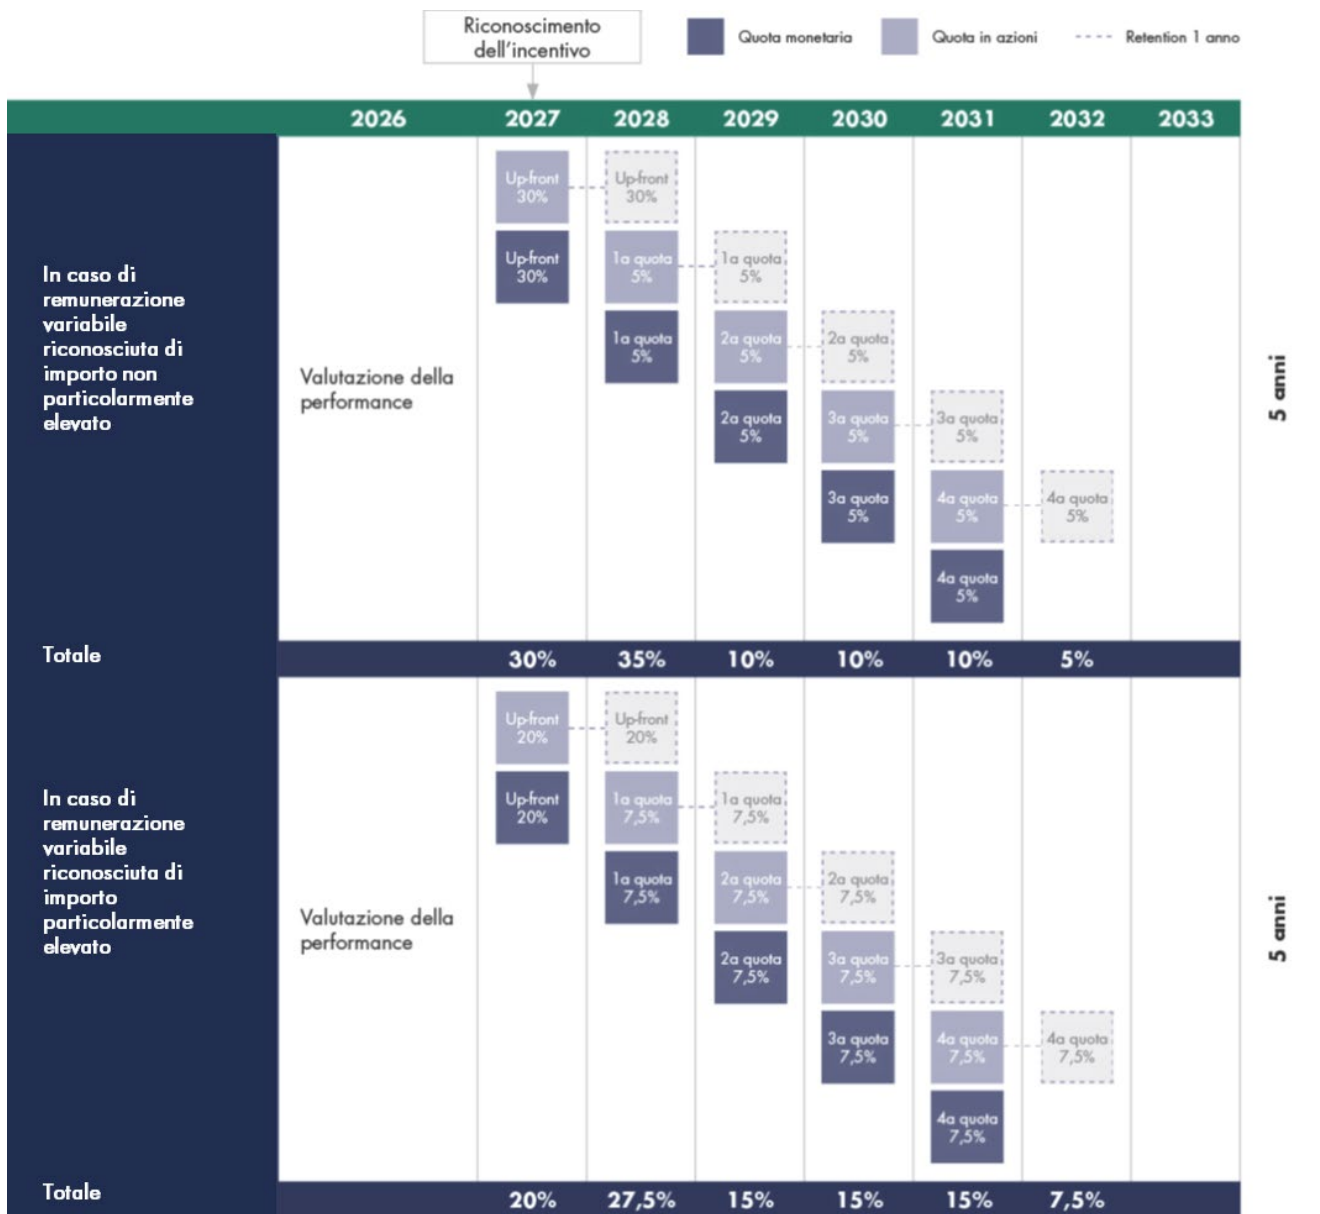 Riconoscimento
dell'incentivo
Quota monetaria
Quota in azioni
Retention 1 anno
2026 2027 2028 2029 2030 2031 2032 2033
In caso di
remunerazione
variabile
riconosciuta di
importo non
particolarmente
elevato
Valutazione della
performance
Up-front
30%
Up-front
30%
Up-front
30%
1a quota
5%
1a quota
5%
1a quota
5%
2a quota
5%
2a quota
5%
2a quota
5%
3a quota
5%
3a quota
5%
3a quota
5%
4a quota
5%
4a quota
5%
4a quota
5%
5 anni
Totale 30% 35% 10% 10% 10% 5%
In caso di
remunerazione
variabile
riconosciuta di
importo
particolarmente
elevato
Valutazione della
performance
Up-front
20%
Up-front
20%
Up-front
20%
1a quota
7,5%
1a quota
7,5%
1a quota
7,5%
2a quota
7,5%
2a quota
7,5%
2a quota
7,5%
3a quota
7,5%
3a quota
7,5%
3a quota
7,5%
4a quota
7,5%
4a quota
7,5%
4a quota
7,5%
5 anni
Totale 20% 27,5% 15% 15% 15% 7,5%